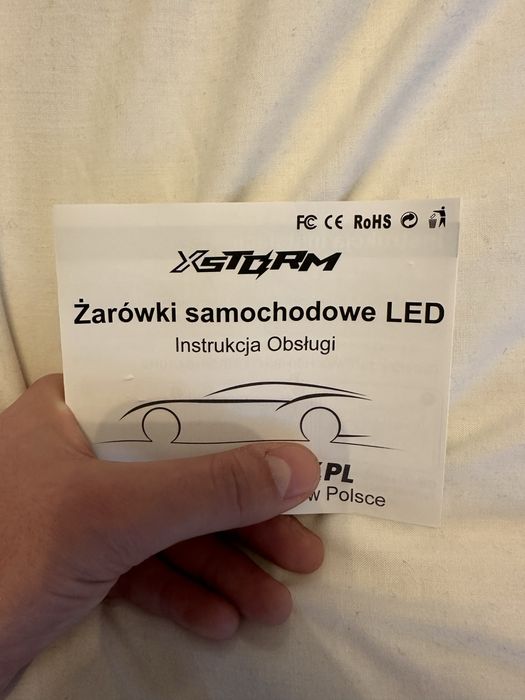 FC CE RoHS
XSTORM
Żarówki samochodowe LED
Instrukcja Obsługi
.PL
w Polsce